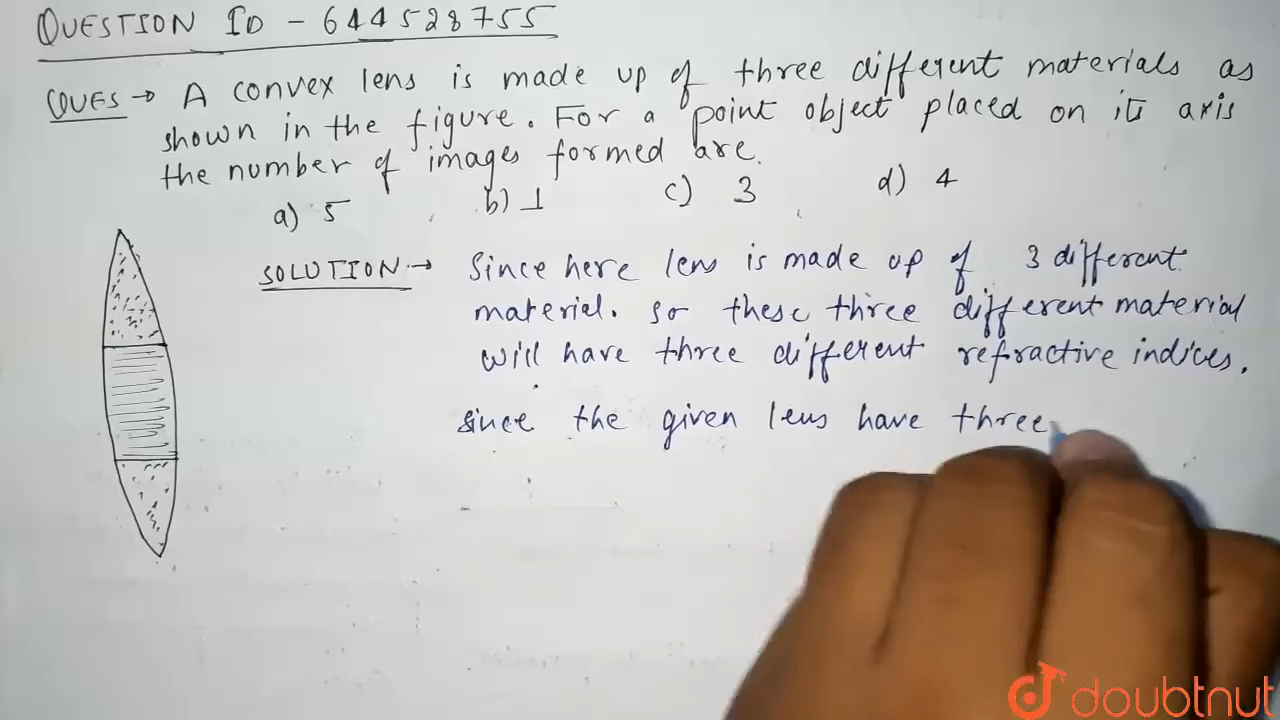 QUESTION ID - 644528755
QUES → A convex lens is made up of three different materials as
shown in the figure. For a point object placed on its axis
the number of images formed are.
a) 5 b) 1 c) 3 d) 4
SOLUTION → Since here lens is made up of 3 different
material. So these three different material
will have three different refractive indices.
since the given lens have three
doubtnut